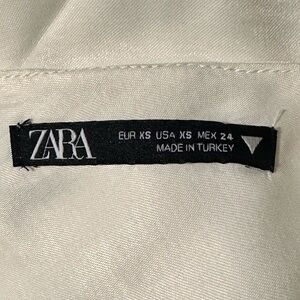 ZARA
EUR XS USA XS MEX 24
MADE IN TURKEY